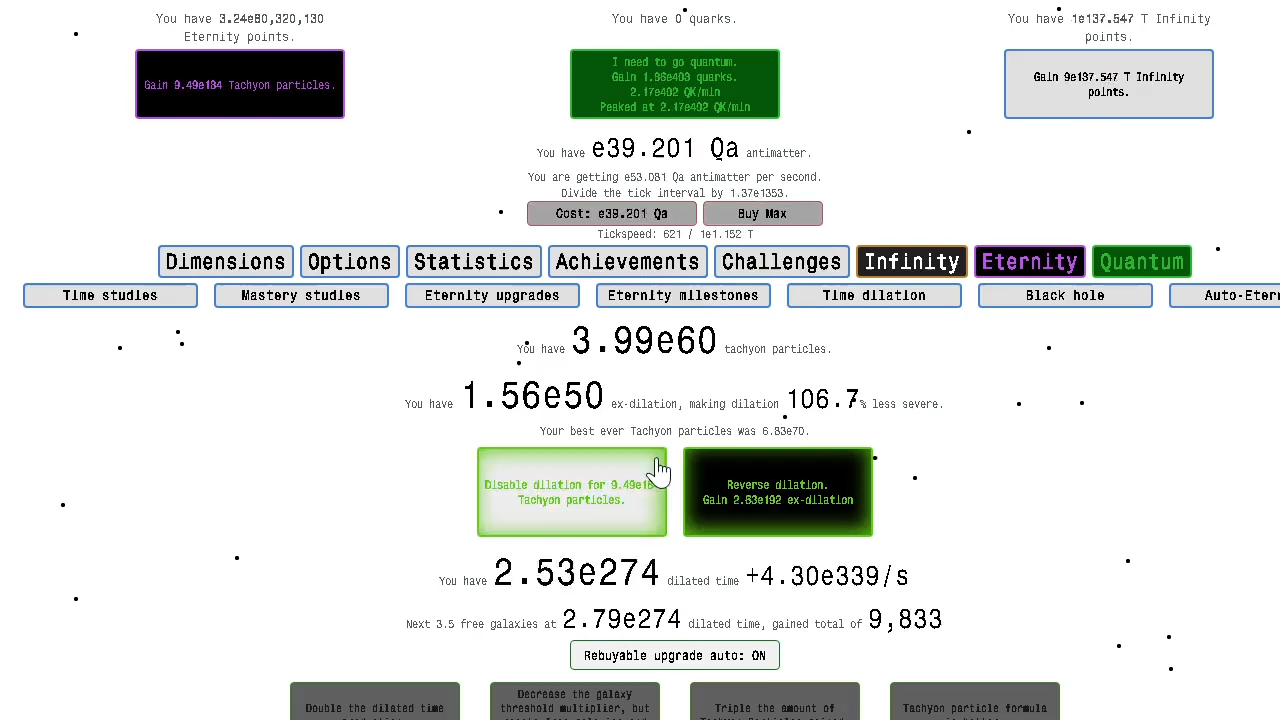 You have 3.24e80,320,130
Eternity points.
Gain 9.49e184 Tachyon particles.
You have 0 quarks.
I need to go quantum.
Gain 1.86e403 quarks.
2.17e402 QK/min
Peaked at 2.17e402 QK/min
You have 1e137.547 T Infinity
points.
Gain 9e137.547 T Infinity
points.
You have e39.201 Qa antimatter.
You are getting e53.081 Qa antimatter per second.
Divide the tick interval by 1.37e1353.
Cost: e39.201 Qa
Buy Max
Tickspeed: 621 / 1e1.152 T
Dimensions
Options
Statistics
Achievements
Challenges
Infinity
Eternity
Quantum
Time studies
Mastery studies
Eternity upgrades
Eternity milestones
Time dilation
Black hole
Auto-Eter
You have 3.99e60 tachyon particles.
You have 1.56e50 ex-dilation, making dilation 106.7% less severe.
Your best ever Tachyon particles was 6.83e70.
Disable dilation for 9.49e18
Tachyon particles.
Reverse dilation.
Gain 2.63e192 ex-dilation
You have 2.53e274 dilated time +4.30e339/s
Next 3.5 free galaxies at 2.79e274 dilated time, gained total of 9,833
Rebuyable upgrade auto: ON
Double the dilated time
Decrease the galaxy
threshold multiplier, but
Triple the amount of
Tachyon particle formula